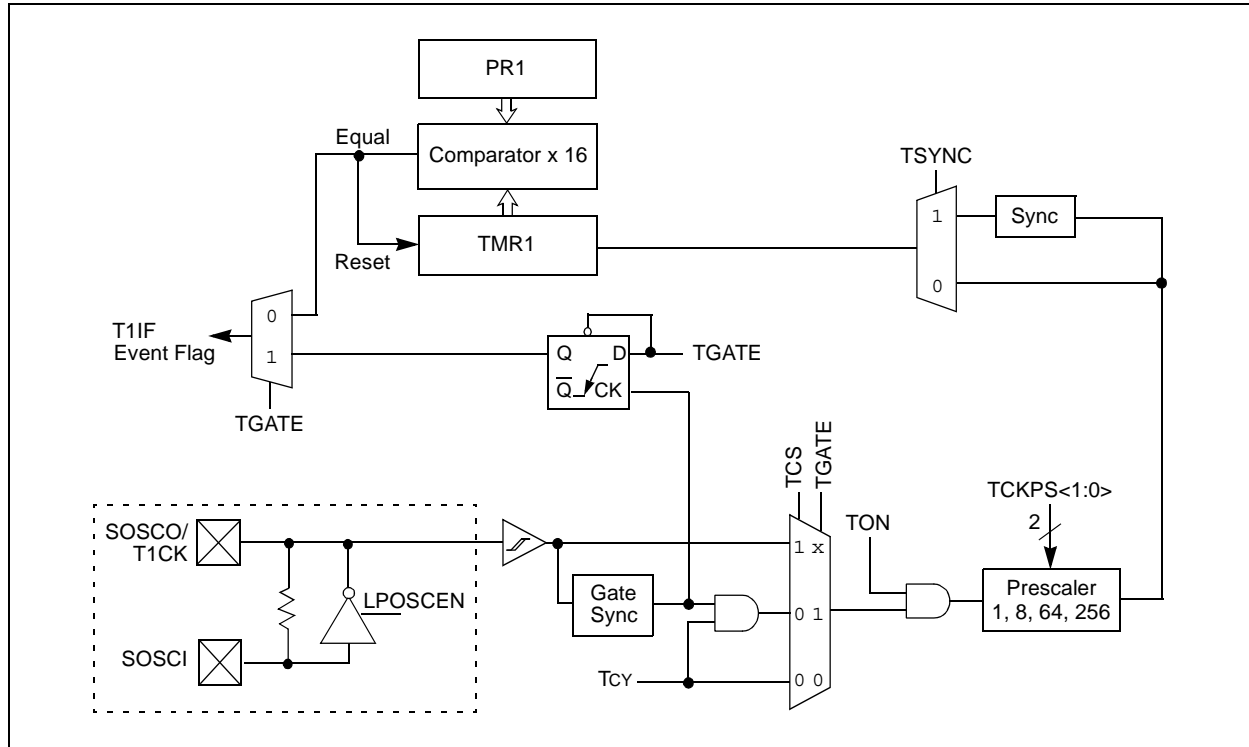 PR1
Equal
Comparator x 16
TSYNC
1
Sync
Reset
TMR1
0
T1IF
Event Flag
0
1
Q
D
TGATE
Q̅
CK
TGATE
TCS
TGATE
TCKPS<1:0>
2
TON
SOSCO/
T1CK
1 x
Prescaler
1, 8, 64, 256
LPOSCEN
Gate
Sync
0 1
SOSCI
TCY
0 0